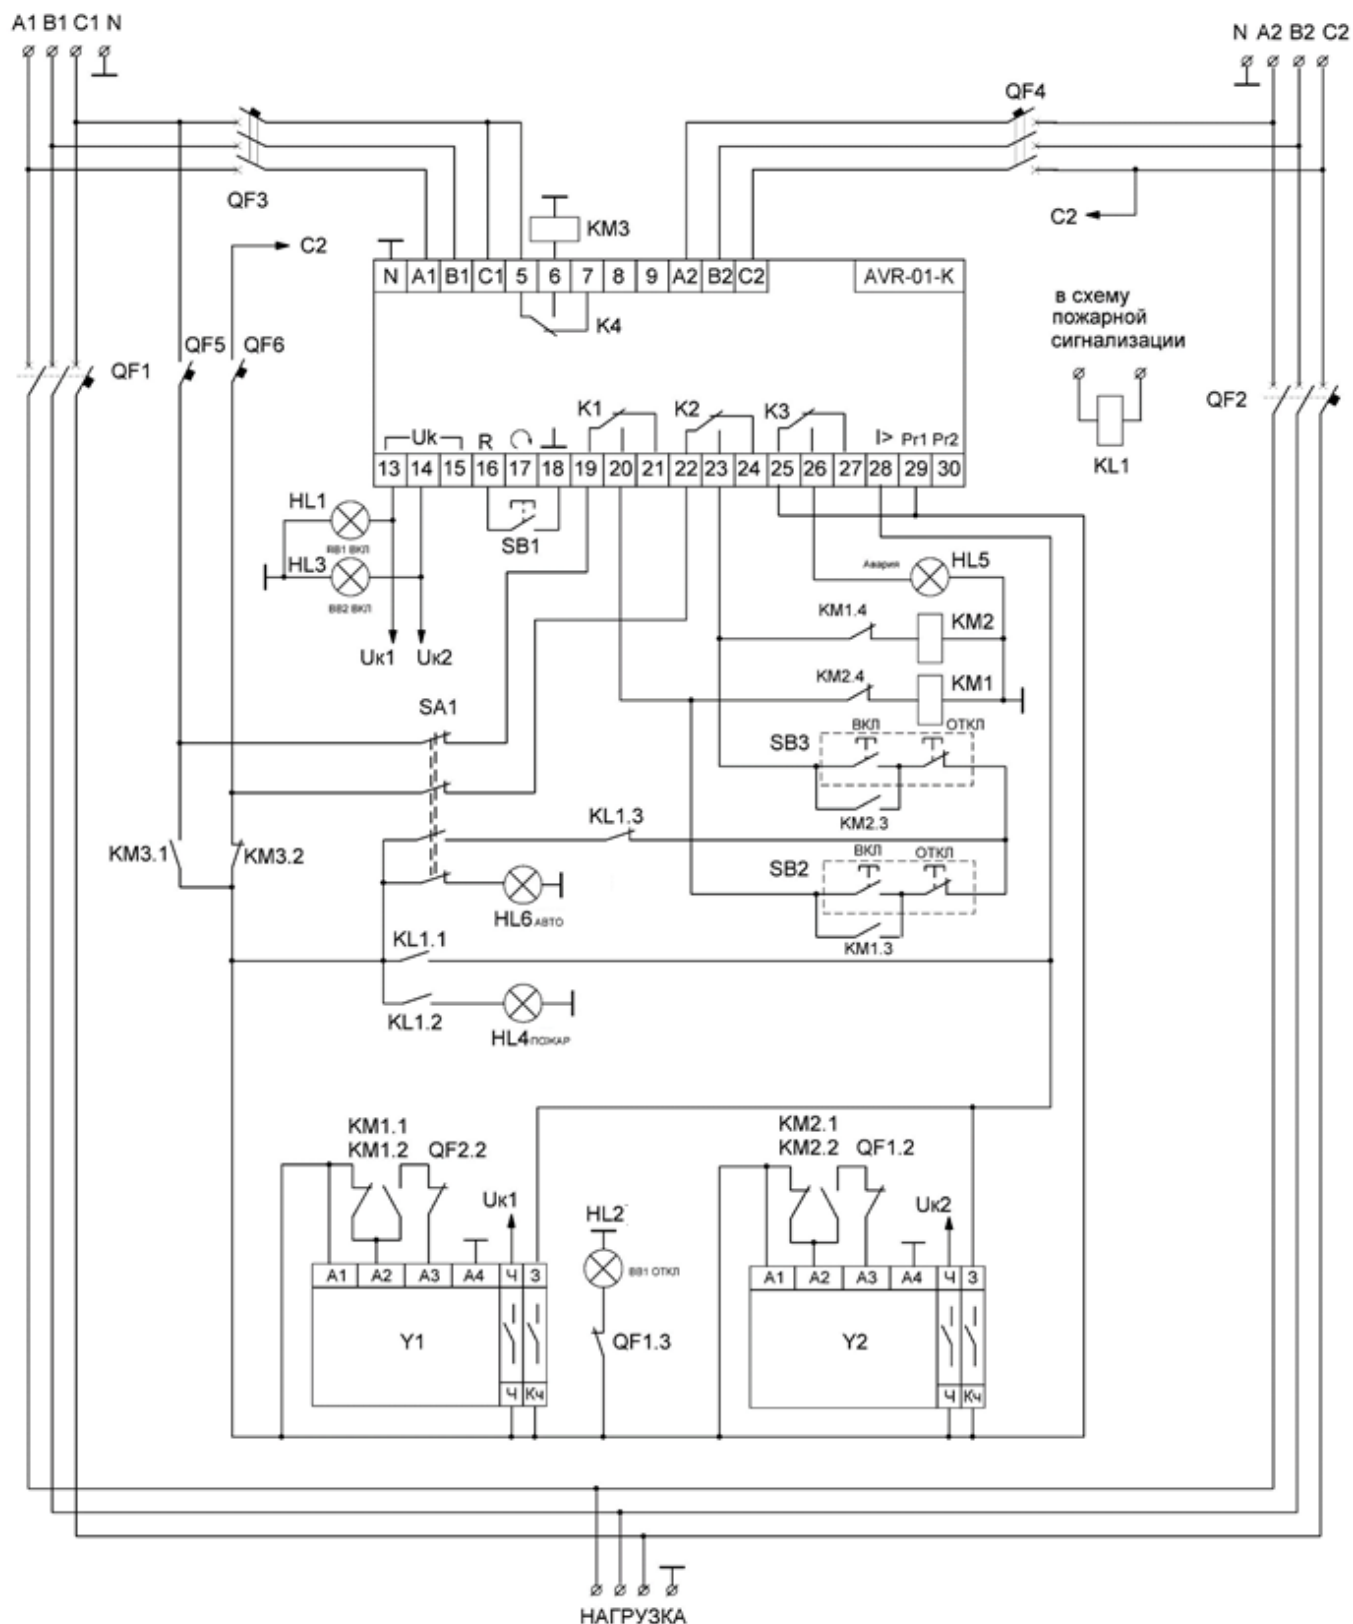 A1 B1 C1 N
N A2 B2 C2
QF4
QF3
KM3
C2
C2
N A1 B1 C1 5 6 7 8 9 A2 B2 C2
AVR-01-K
K4
в схему
пожарной
сигнализации
QF5
QF6
QF1
QF2
KL1
K1
K2
K3
Uk
R
I> Pr1 Pr2
13 14 15 16 17 18 19 20 21 22 23 24 25 26 27 28 29 30
HL1
ВВ1 ВКЛ
SB1
HL3
ВВ2 ВКЛ
Авария
HL5
KM1.4
KM2
Uк1
Uк2
KM2.4
KM1
SA1
ВКЛ
ОТКЛ
SB3
KM2.3
KL1.3
KM3.1
KM3.2
ВКЛ
ОТКЛ
SB2
HL6 АВТО
KM1.3
KL1.1
KL1.2
HL4 ПОЖАР
KM1.1
KM1.2
QF2.2
Uк1
HL2
KM2.1
KM2.2
QF1.2
Uк2
A1 A2 A3 A4 Ч З
ВВ1 ОТКЛ
A1 A2 A3 A4 Ч З
Y1
QF1.3
Y2
Ч Кч
Ч Кч
НАГРУЗКА